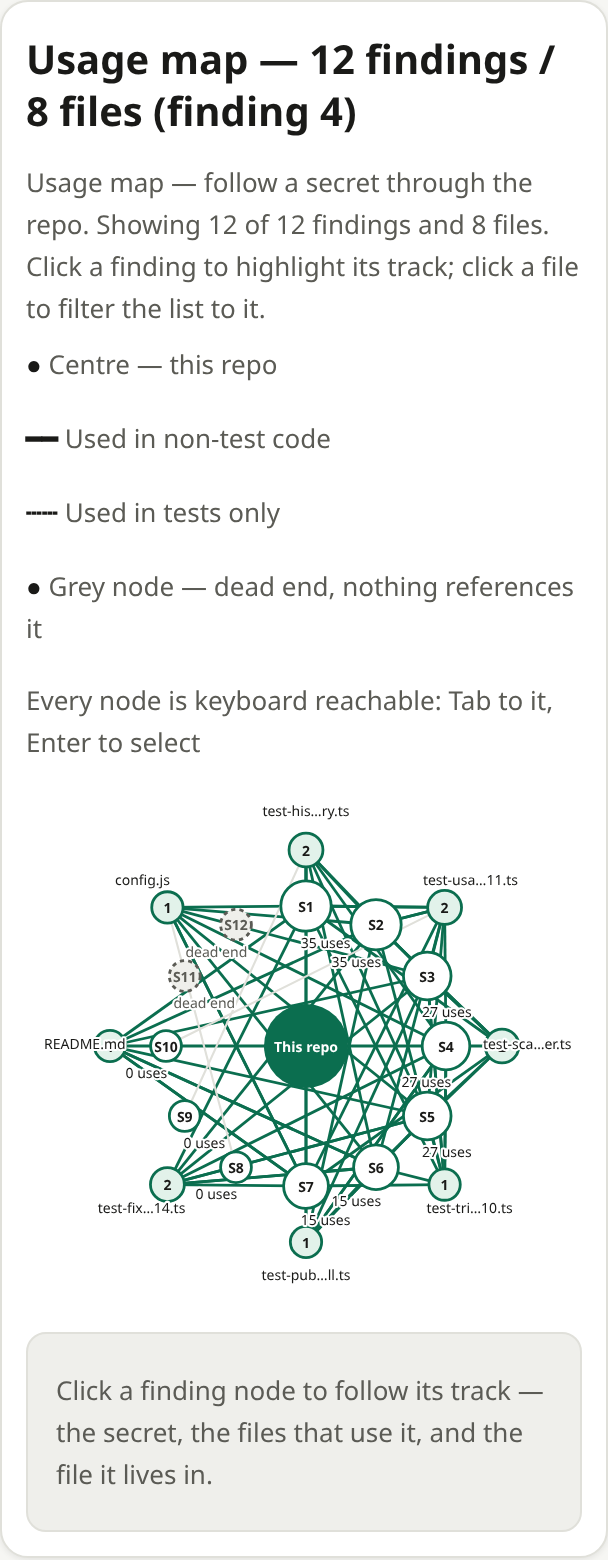 Usage map — 12 findings /
8 files (finding 4)
Usage map — follow a secret through the
repo. Showing 12 of 12 findings and 8 files.
Click a finding to highlight its track; click a file
to filter the list to it.
● Centre — this repo
Used in non-test code
Used in tests only
● Grey node — dead end, nothing references
it
Every node is keyboard reachable: Tab to it,
Enter to select
test-his...ry.ts
2
config.js
test-usa...11.ts
1
S1
2
S12
S2
35 uses
dead end
35 uses
S11
S3
dead end
27 uses
README.md
S10
This repo
S4
test-sca...er.ts
0 uses
27 uses
S9
S5
0 uses
27 uses
S8
S6
2
S7
1
0 uses
15 uses
test-fix...14.ts
test-tri...10.ts
15 uses
1
test-pub...ll.ts
Click a finding node to follow its track —
the secret, the files that use it, and the
file it lives in.